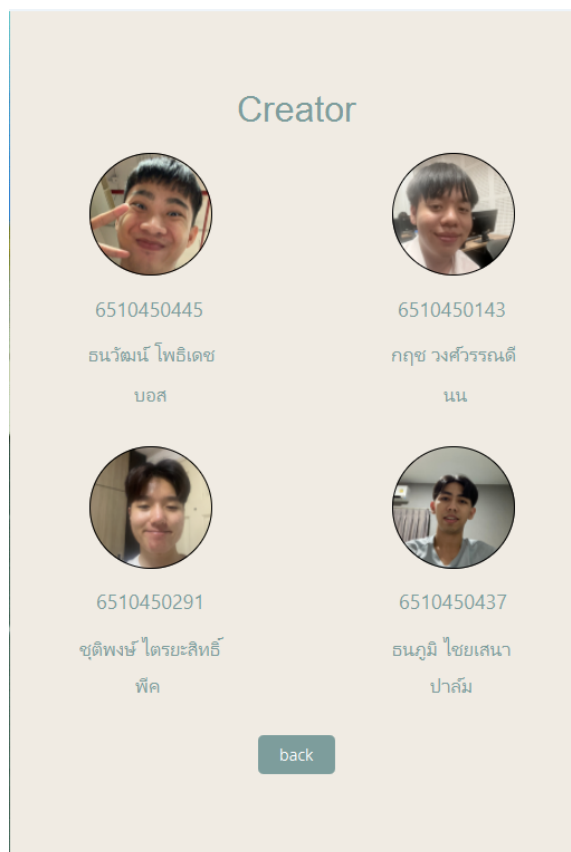 Creator
6510450445
ธนวัฒน์ โพธิเดช
บอส
6510450143
กฤช วงศ์วรรณดี
นน
6510450291
ชุติพงษ์ ไตรยะสิทธิ์
พีค
6510450437
ธนภูมิ ไชยเสนา
ปาล์ม
back